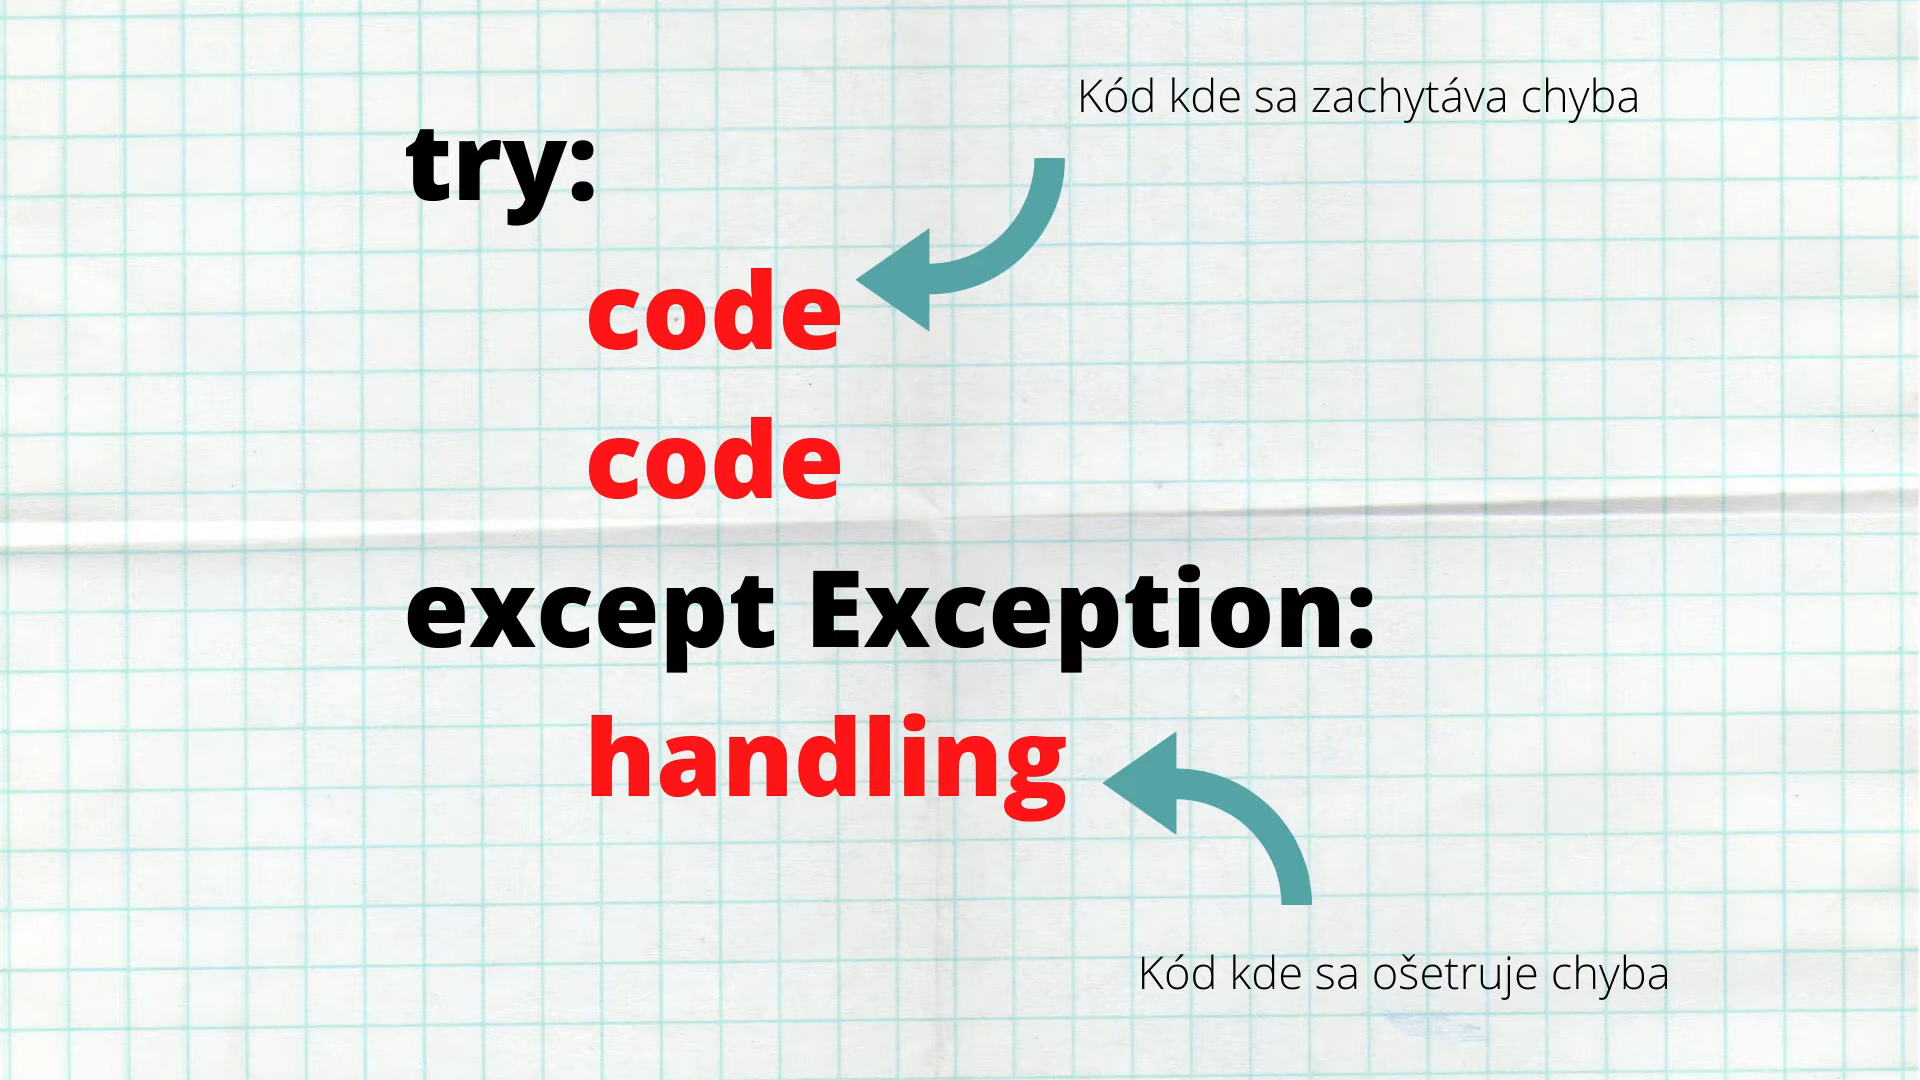 Kód kde sa zachytáva chyba
try:
code
code
except Exception:
handling
Kód kde sa ošetruje chyba